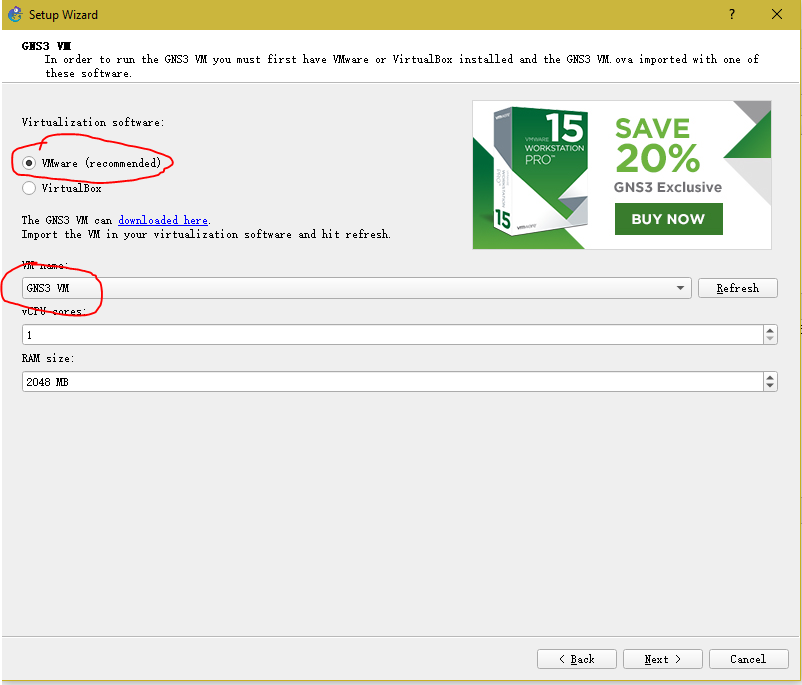 Setup Wizard
?
GNS3 VM
In order to run the GNS3 VM you must first have VMware or VirtualBox installed and the GNS3 VM.ova imported with one of
these software.
Virtualization software:
VMware (recommended)
VirtualBox
The GNS3 VM can downloaded here.
Import the VM in your virtualization software and hit refresh.
vmware
15
VMWARE
WORKSTATION
PRO™
15
vmware
SAVE
20%
GNS3 Exclusive
BUY NOW
VM name:
GNS3 VM
Refresh
vCPU cores:
1
RAM size:
2048 MB
< Back
Next >
Cancel